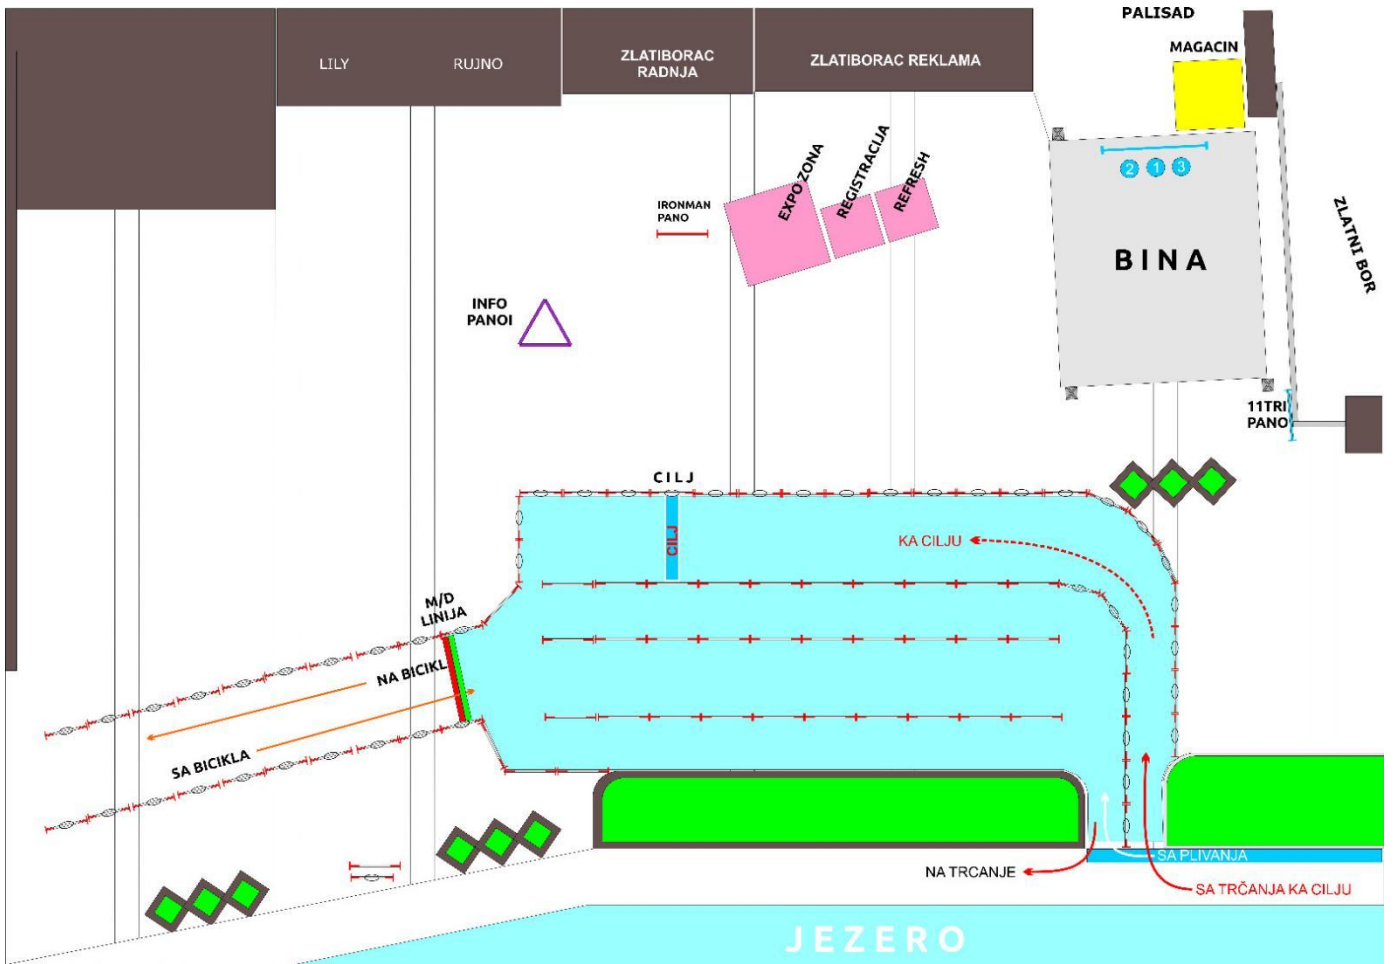 PALISAD
MAGACIN
LILY
RUJNO
ZLATIBORAC
RADNJA
ZLATIBORAC REKLAMA
EXPO ZONA
REGISTRACIJA
REFRESH
IRONMAN
PANO
2 1 3
BINA
ZLATNI BOR
INFO
PANOI
11TRI
PANO
CILJ
CILJ
KA CILJU
M/D
LINIJA
NA BICIKL
SA BICIKLA
SA PLIVANJA
NA TRCANJE
SA TRČANJA KA CILJU
JEZERO